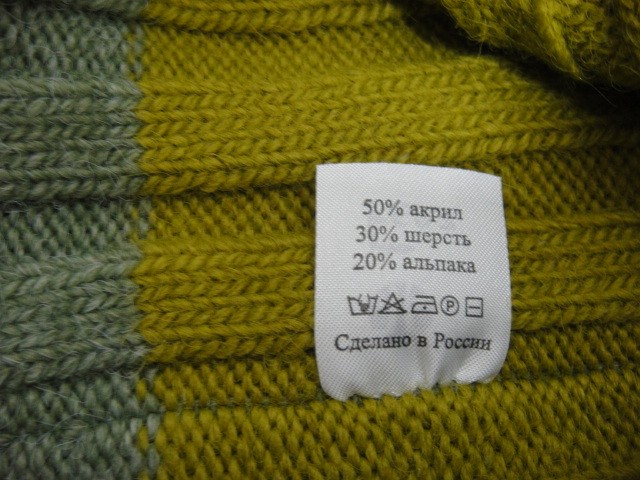 50% акрил
30% шерсть
20% альпака
Сделано в России